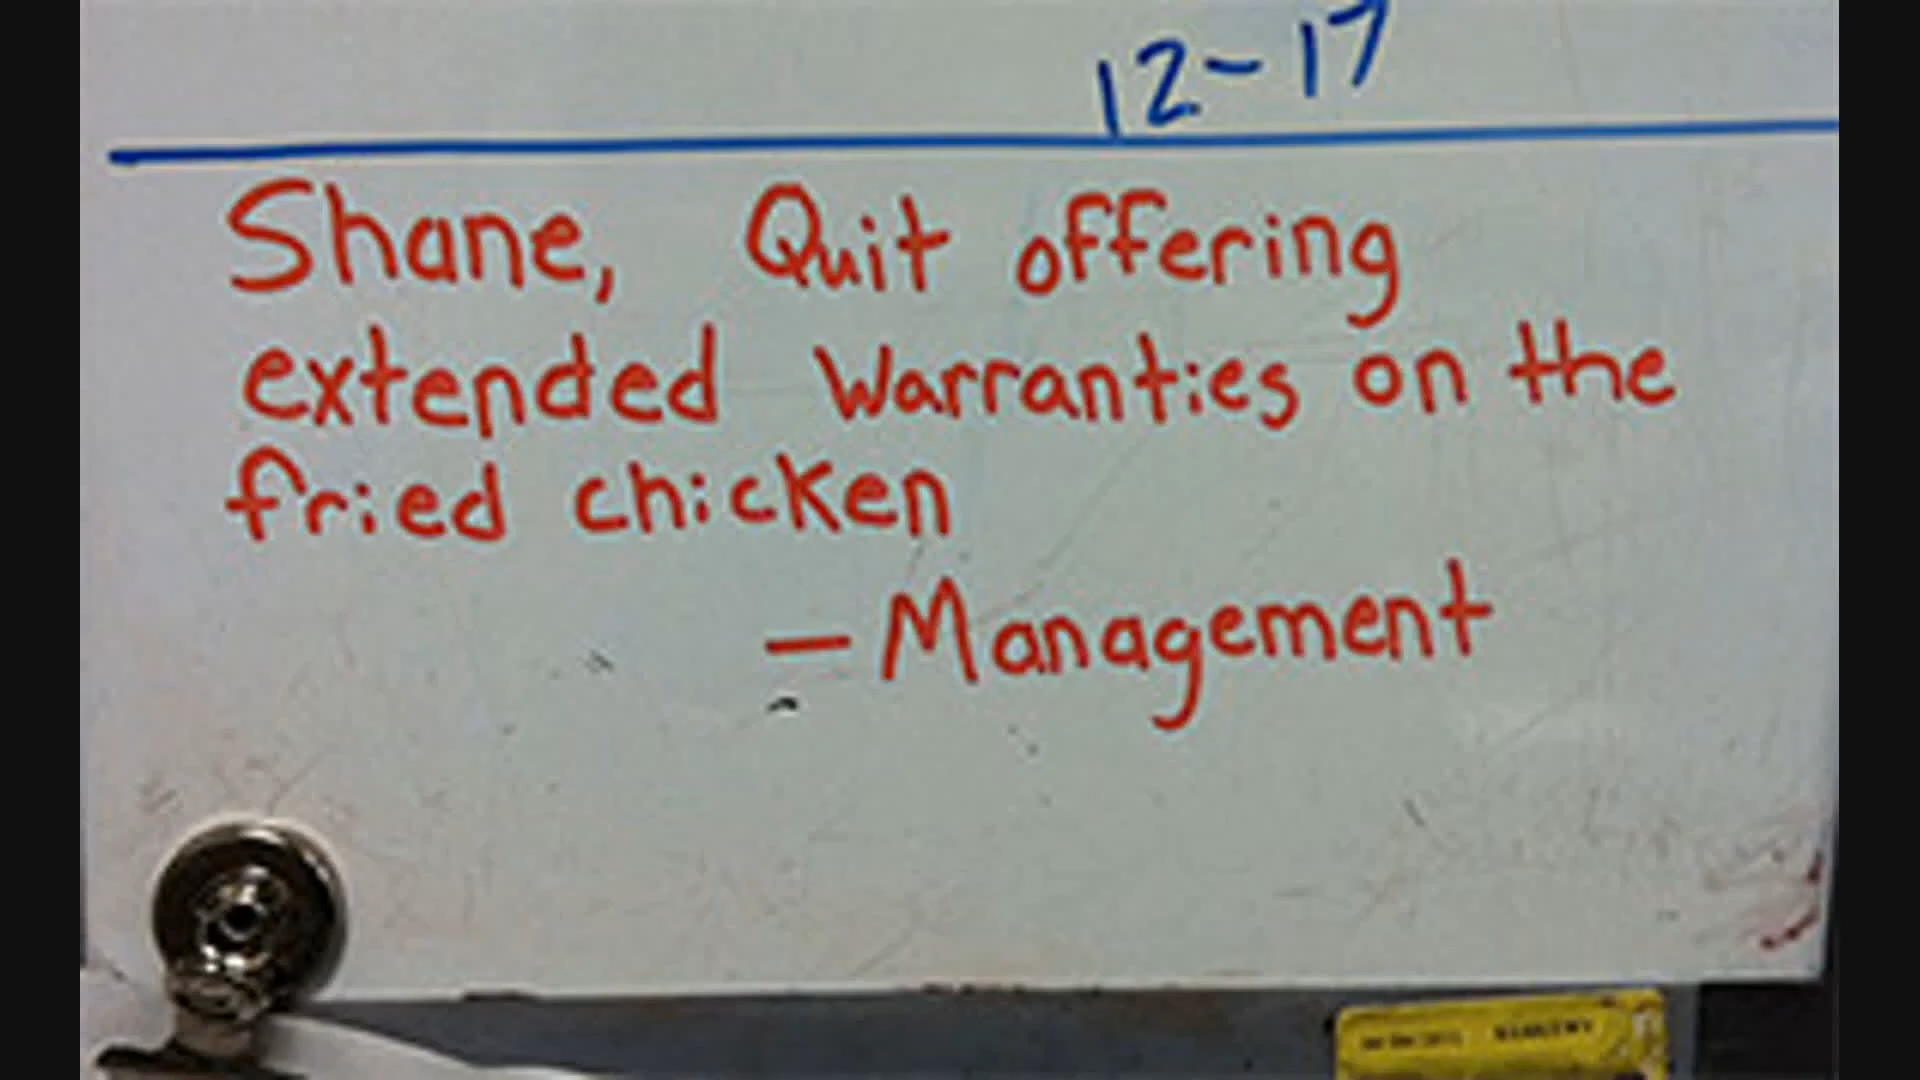 12-17
Shane, Quit offering
extended warranties on the
fried chicken
— Management